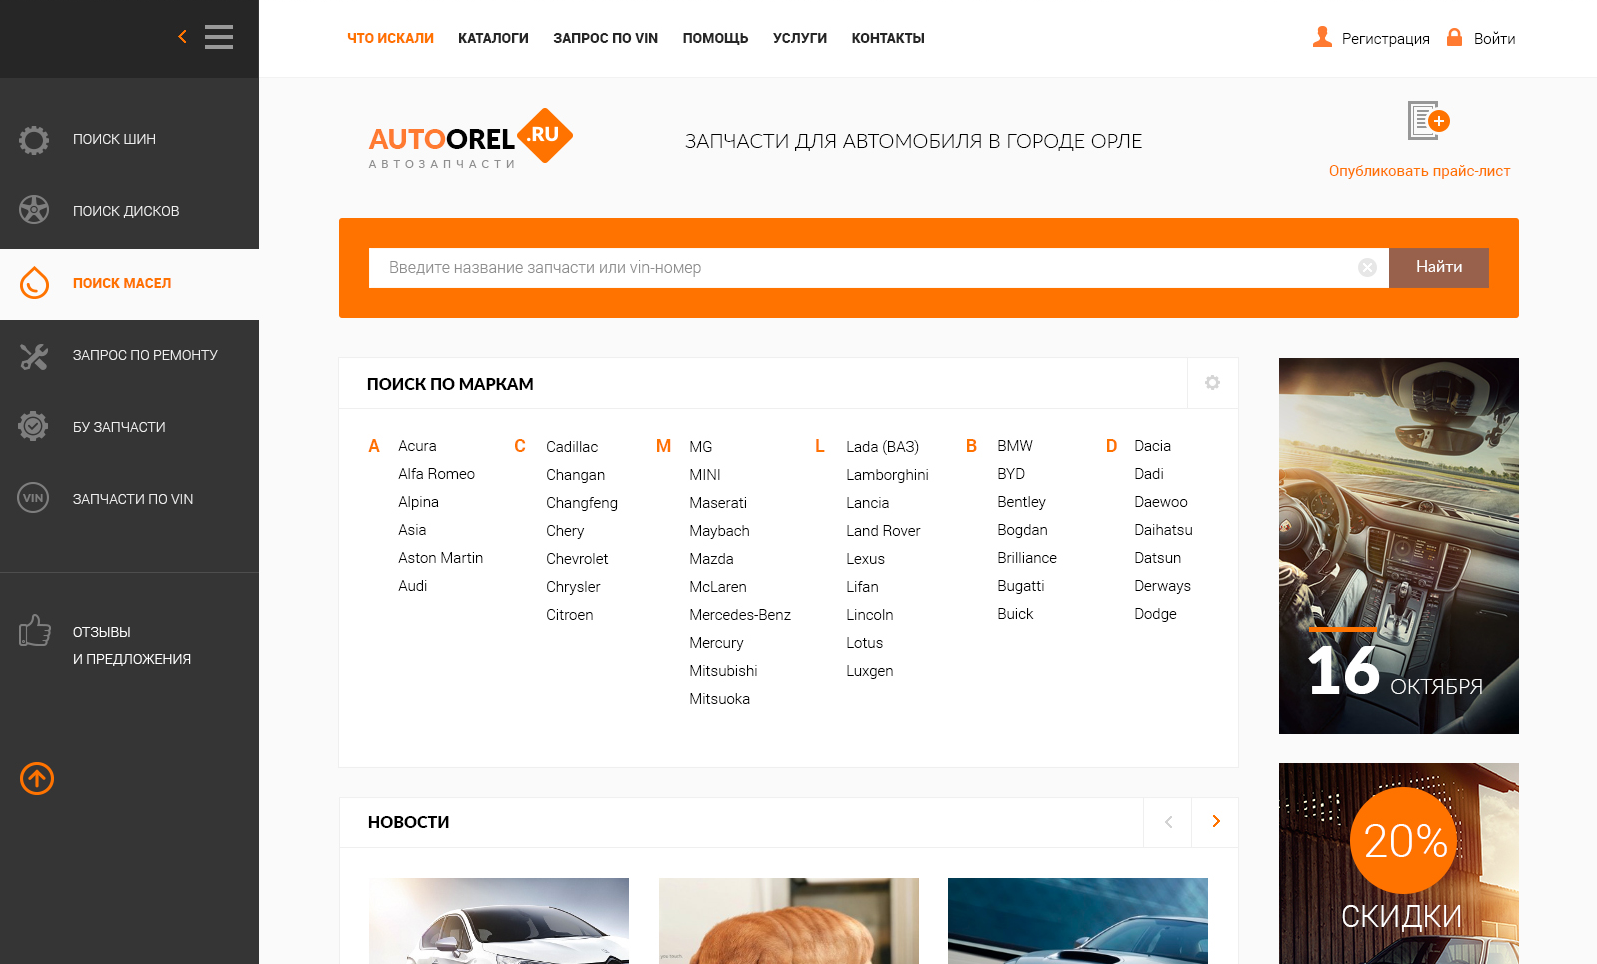 ЧТО ИСКАЛИ КАТАЛОГИ ЗАПРОС ПО VIN ПОМОЩЬ УСЛУГИ КОНТАКТЫ
Регистрация Войти
ПОИСК ШИН
ПОИСК ДИСКОВ
ПОИСК МАСЕЛ
ЗАПРОС ПО РЕМОНТУ
БУ ЗАПЧАСТИ
VIN
ЗАПЧАСТИ ПО VIN
ОТЗЫВЫ
И ПРЕДЛОЖЕНИЯ
AUTOOREL.RU
АВТОЗАПЧАСТИ
ЗАПЧАСТИ ДЛЯ АВТОМОБИЛЯ В ГОРОДЕ ОРЛЕ
Опубликовать прайс-лист
Введите название запчасти или vin-номер
Найти
ПОИСК ПО МАРКАМ
A
Acura
Alfa Romeo
Alpina
Asia
Aston Martin
Audi
C
Cadillac
Changan
Changfeng
Chery
Chevrolet
Chrysler
Citroen
M
MG
MINI
Maserati
Maybach
Mazda
McLaren
Mercedes-Benz
Mercury
Mitsubishi
Mitsuoka
L
Lada (ВАЗ)
Lamborghini
Lancia
Land Rover
Lexus
Lifan
Lincoln
Lotus
Luxgen
B
BMW
BYD
Bentley
Bogdan
Brilliance
Bugatti
Buick
D
Dacia
Dadi
Daewoo
Daihatsu
Datsun
Derways
Dodge
16 ОКТЯБРЯ
НОВОСТИ
20%
СКИДКИ